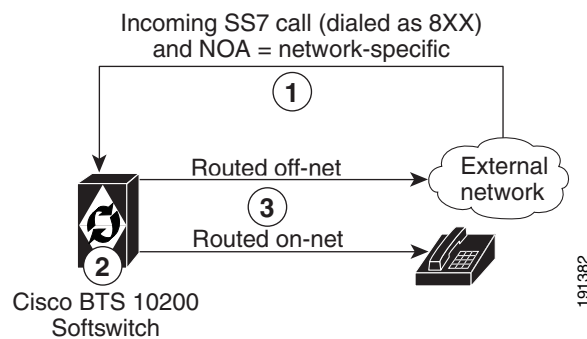 Incoming SS7 call (dialed as 8XX)
and NOA = network-specific
1
Routed off-net
External
network
3
Routed on-net
2
Cisco BTS 10200
Softswitch
191382